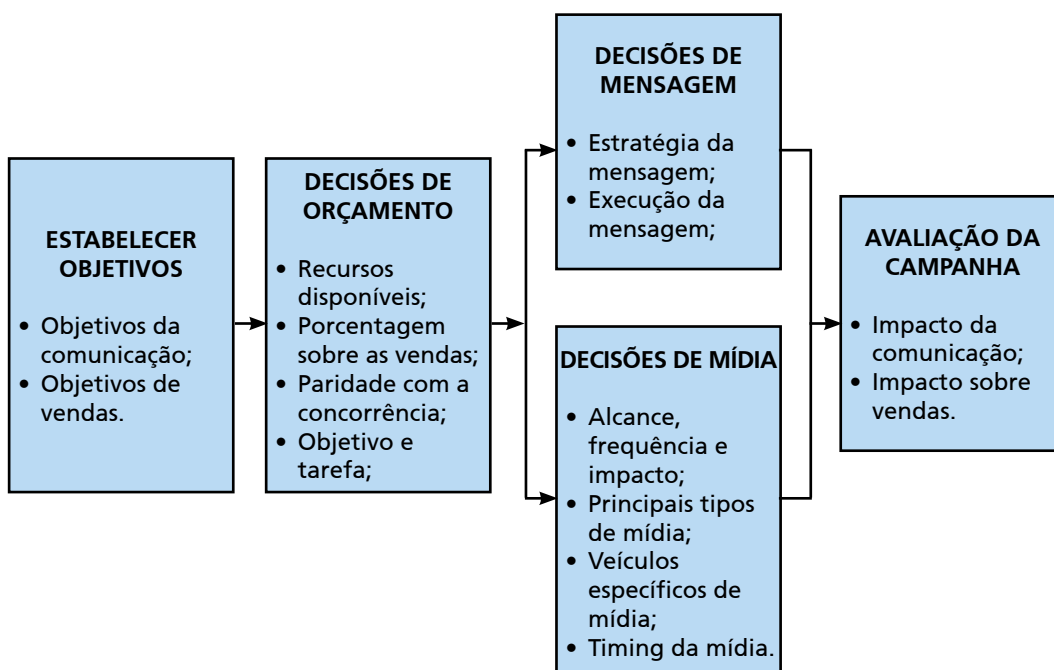 ESTABELECER
OBJETIVOS
• Objetivos da
comunicação;
• Objetivos de
vendas.
DECISÕES DE
ORÇAMENTO
• Recursos
disponíveis;
• Porcentagem
sobre as vendas;
• Paridade com a
concorrência;
• Objetivo e
tarefa;
DECISÕES DE
MENSAGEM
• Estratégia da
mensagem;
• Execução da
mensagem;
DECISÕES DE MÍDIA
• Alcance,
frequência e
impacto;
• Principais tipos
de mídia;
• Veículos
específicos de
mídia;
• Timing da mídia.
AVALIAÇÃO DA
CAMPANHA
• Impacto da
comunicação;
• Impacto sobre
vendas.